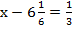 x − 6 1/6 = 1/3